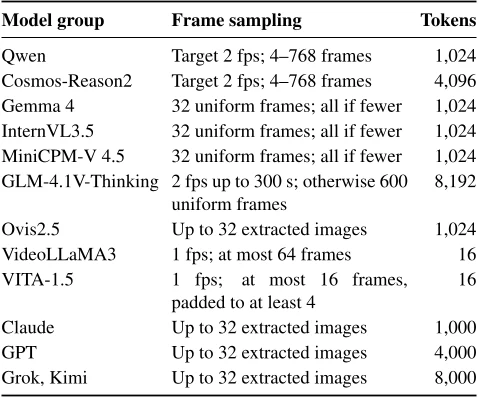 Model group Frame sampling Tokens
Qwen Target 2 fps; 4–768 frames 1,024
Cosmos-Reason2 Target 2 fps; 4–768 frames 4,096
Gemma 4 32 uniform frames; all if fewer 1,024
InternVL3.5 32 uniform frames; all if fewer 1,024
MiniCPM-V 4.5 32 uniform frames; all if fewer 1,024
GLM-4.1V-Thinking 2 fps up to 300 s; otherwise 600 8,192
uniform frames
Ovis2.5 Up to 32 extracted images 1,024
VideoLLaMA3 1 fps; at most 64 frames 16
VITA-1.5 1 fps; at most 16 frames, 16
padded to at least 4
Claude Up to 32 extracted images 1,000
GPT Up to 32 extracted images 4,000
Grok, Kimi Up to 32 extracted images 8,000